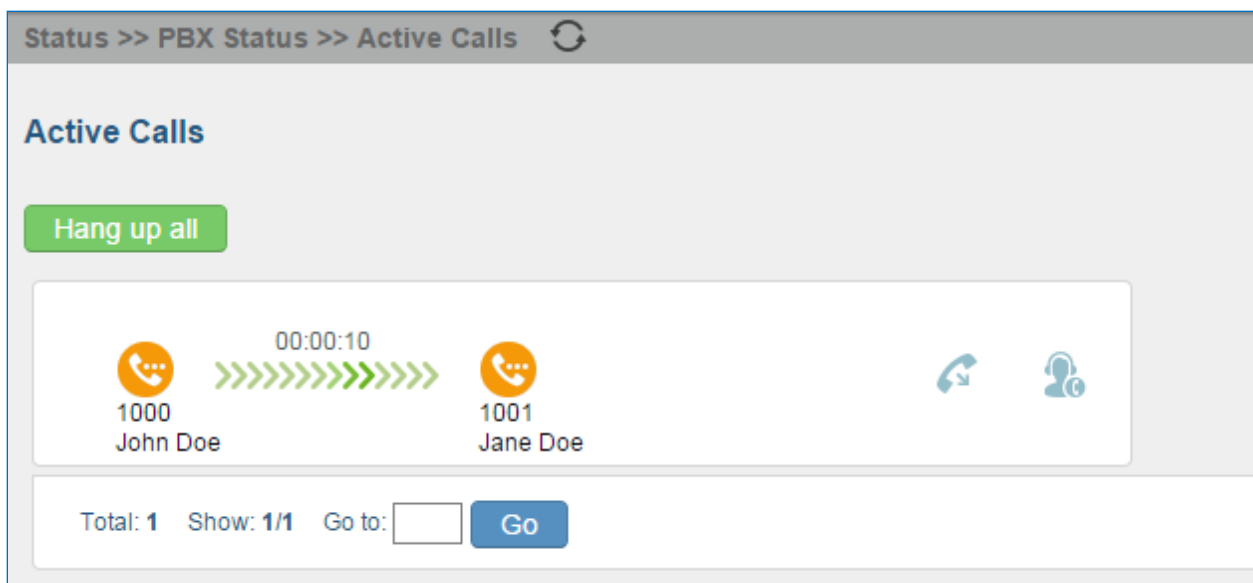 Status >> PBX Status >> Active Calls
Active Calls
Hang up all
00:00:10
1000
John Doe
1001
Jane Doe
Total: 1 Show: 1/1 Go to: Go